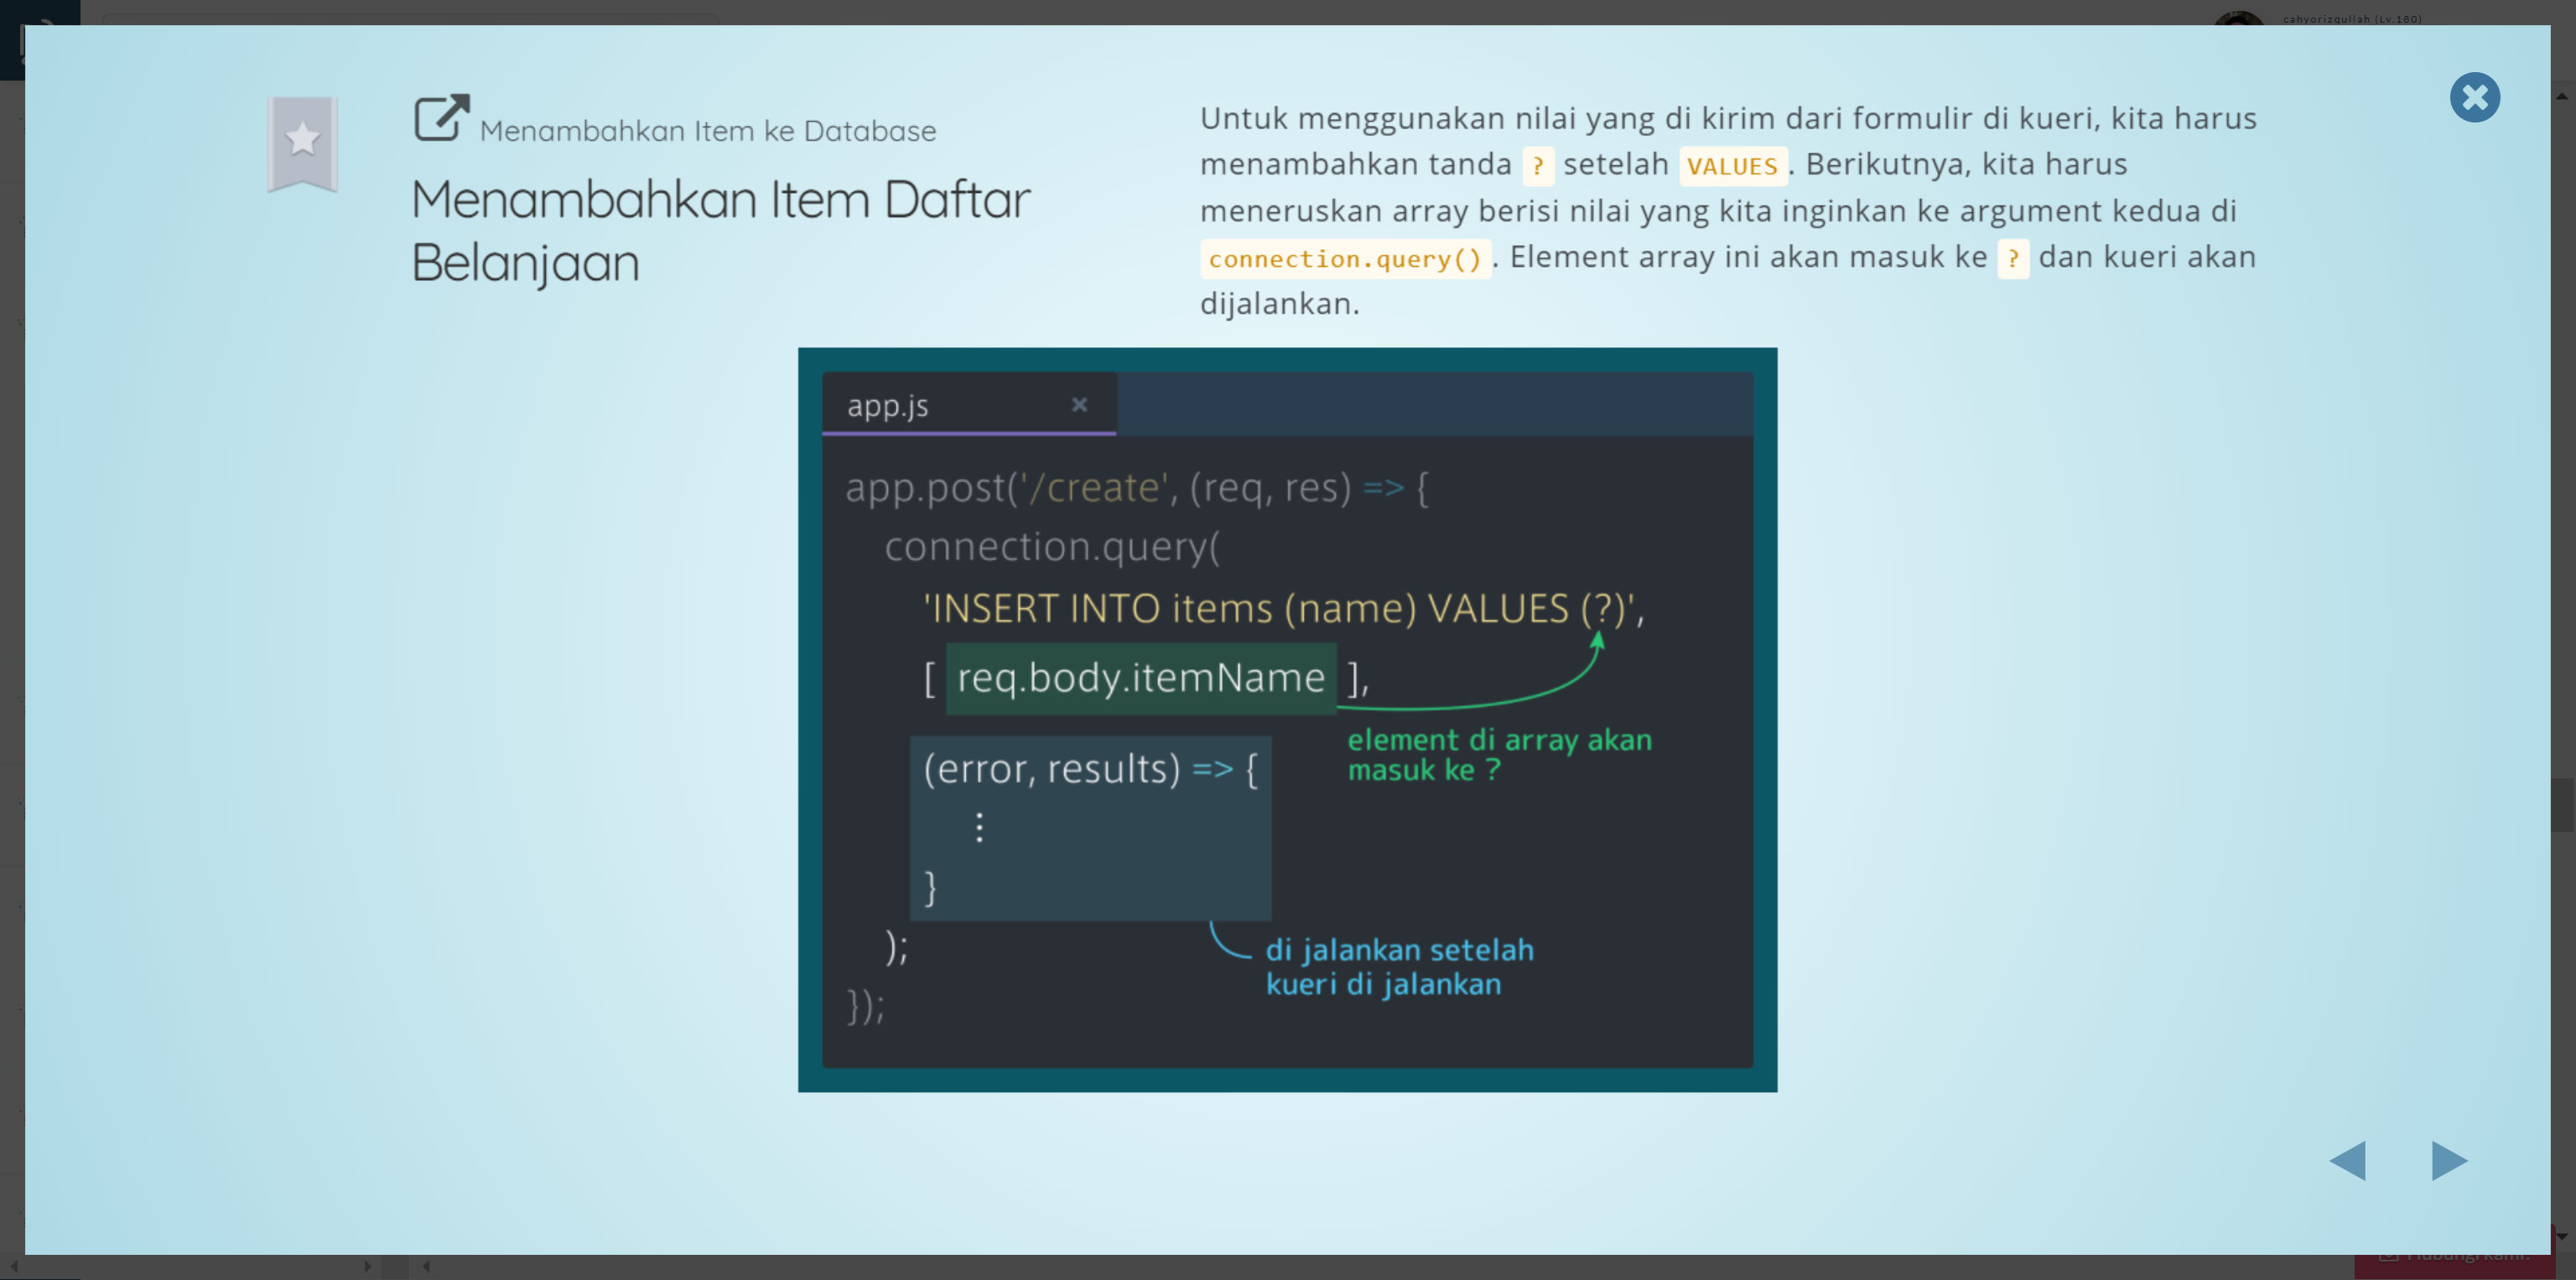 cahyorizqullah (Lv.180)
Menambahkan Item ke Database
Menambahkan Item Daftar
Belanjaan
Untuk menggunakan nilai yang di kirim dari formulir di kueri, kita harus
menambahkan tanda ? setelah VALUES. Berikutnya, kita harus
meneruskan array berisi nilai yang kita inginkan ke argument kedua di
connection.query(). Element array ini akan masuk ke ? dan kueri akan
dijalankan.
app.js
app.post('/create', (req, res) => {
connection.query(
'INSERT INTO items (name) VALUES (?)',
[ req.body.itemName ],
element di array akan
masuk ke ?
(error, results) => {
⋮
}
);
di jalankan setelah
kueri di jalankan
});
Hubungi kami.